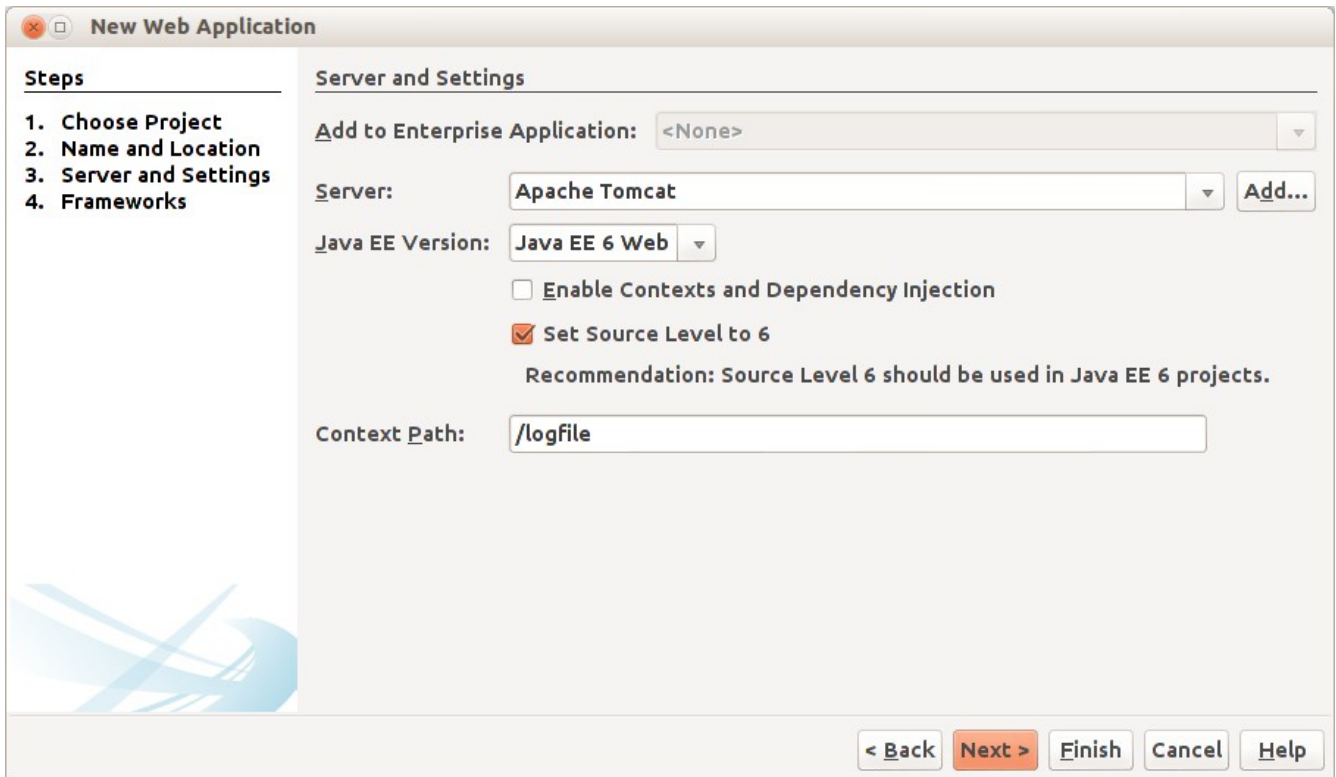 New Web Application
Steps
1. Choose Project
2. Name and Location
3. Server and Settings
4. Frameworks
Server and Settings
Add to Enterprise Application: <None>
Server: Apache Tomcat Add...
Java EE Version: Java EE 6 Web
Enable Contexts and Dependency Injection
Set Source Level to 6
Recommendation: Source Level 6 should be used in Java EE 6 projects.
Context Path: /logfile
< Back Next > Finish Cancel Help